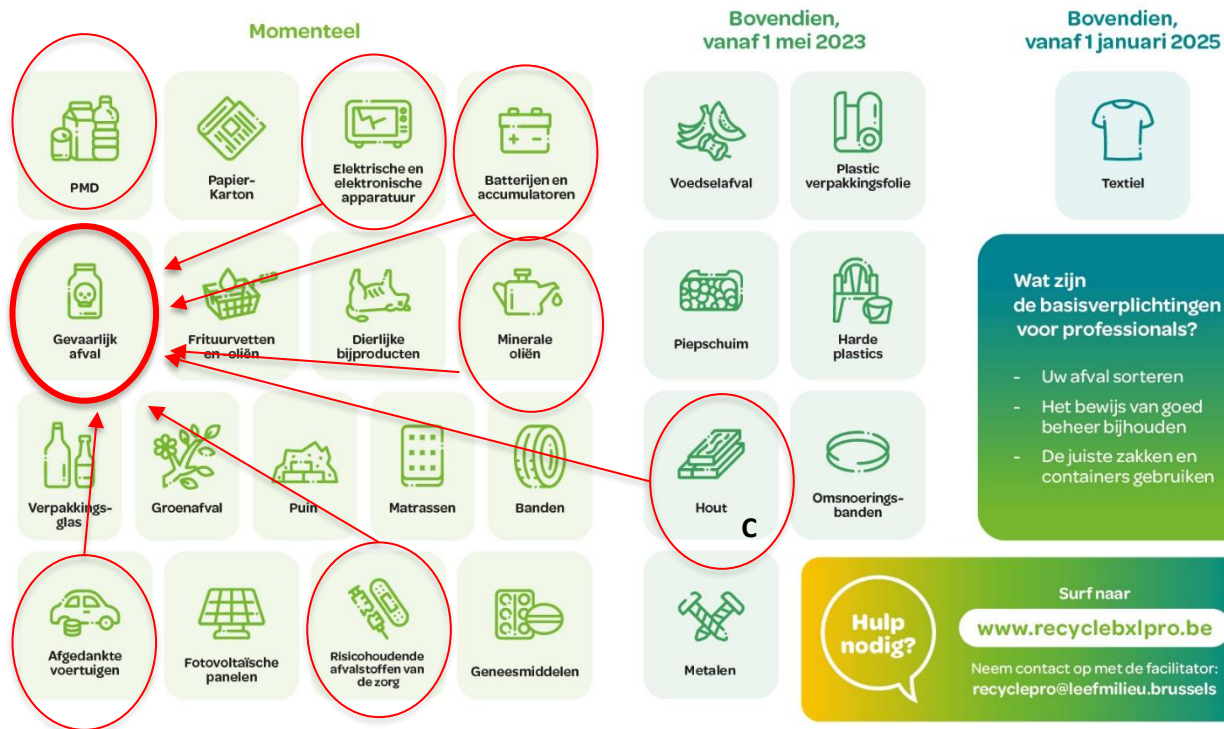 Momenteel
Bovendien,
vanaf 1 mei 2023
Bovendien,
vanaf 1 januari 2025
PMD
Papier-
Karton
Elektrische en
elektronische
apparatuur
Batterijen en
accumulatoren
Voedselafval
Plastic
verpakkingsfolie
Textiel
Gevaarlijk
afval
Frituurvetten
en -oliën
Dierlijke
bijproducten
Minerale
oliën
Piepschuim
Harde
plastics
Wat zijn
de basisverplichtingen
voor professionals?
- Uw afval sorteren
- Het bewijs van goed
beheer bijhouden
- De juiste zakken en
containers gebruiken
Verpakkings-
glas
Groenafval
Puin
Matrassen
Banden
Hout
C
Omsnoerings-
banden
Afgedankte
voertuigen
Fotovoltaïsche
panelen
Risicohoudende
afvalstoffen van
de zorg
Geneesmiddelen
Metalen
Hulp
nodig?
Surf naar
www.recyclebxlpro.be
Neem contact op met de facilitator:
recyclepro@leefmilieu.brussels